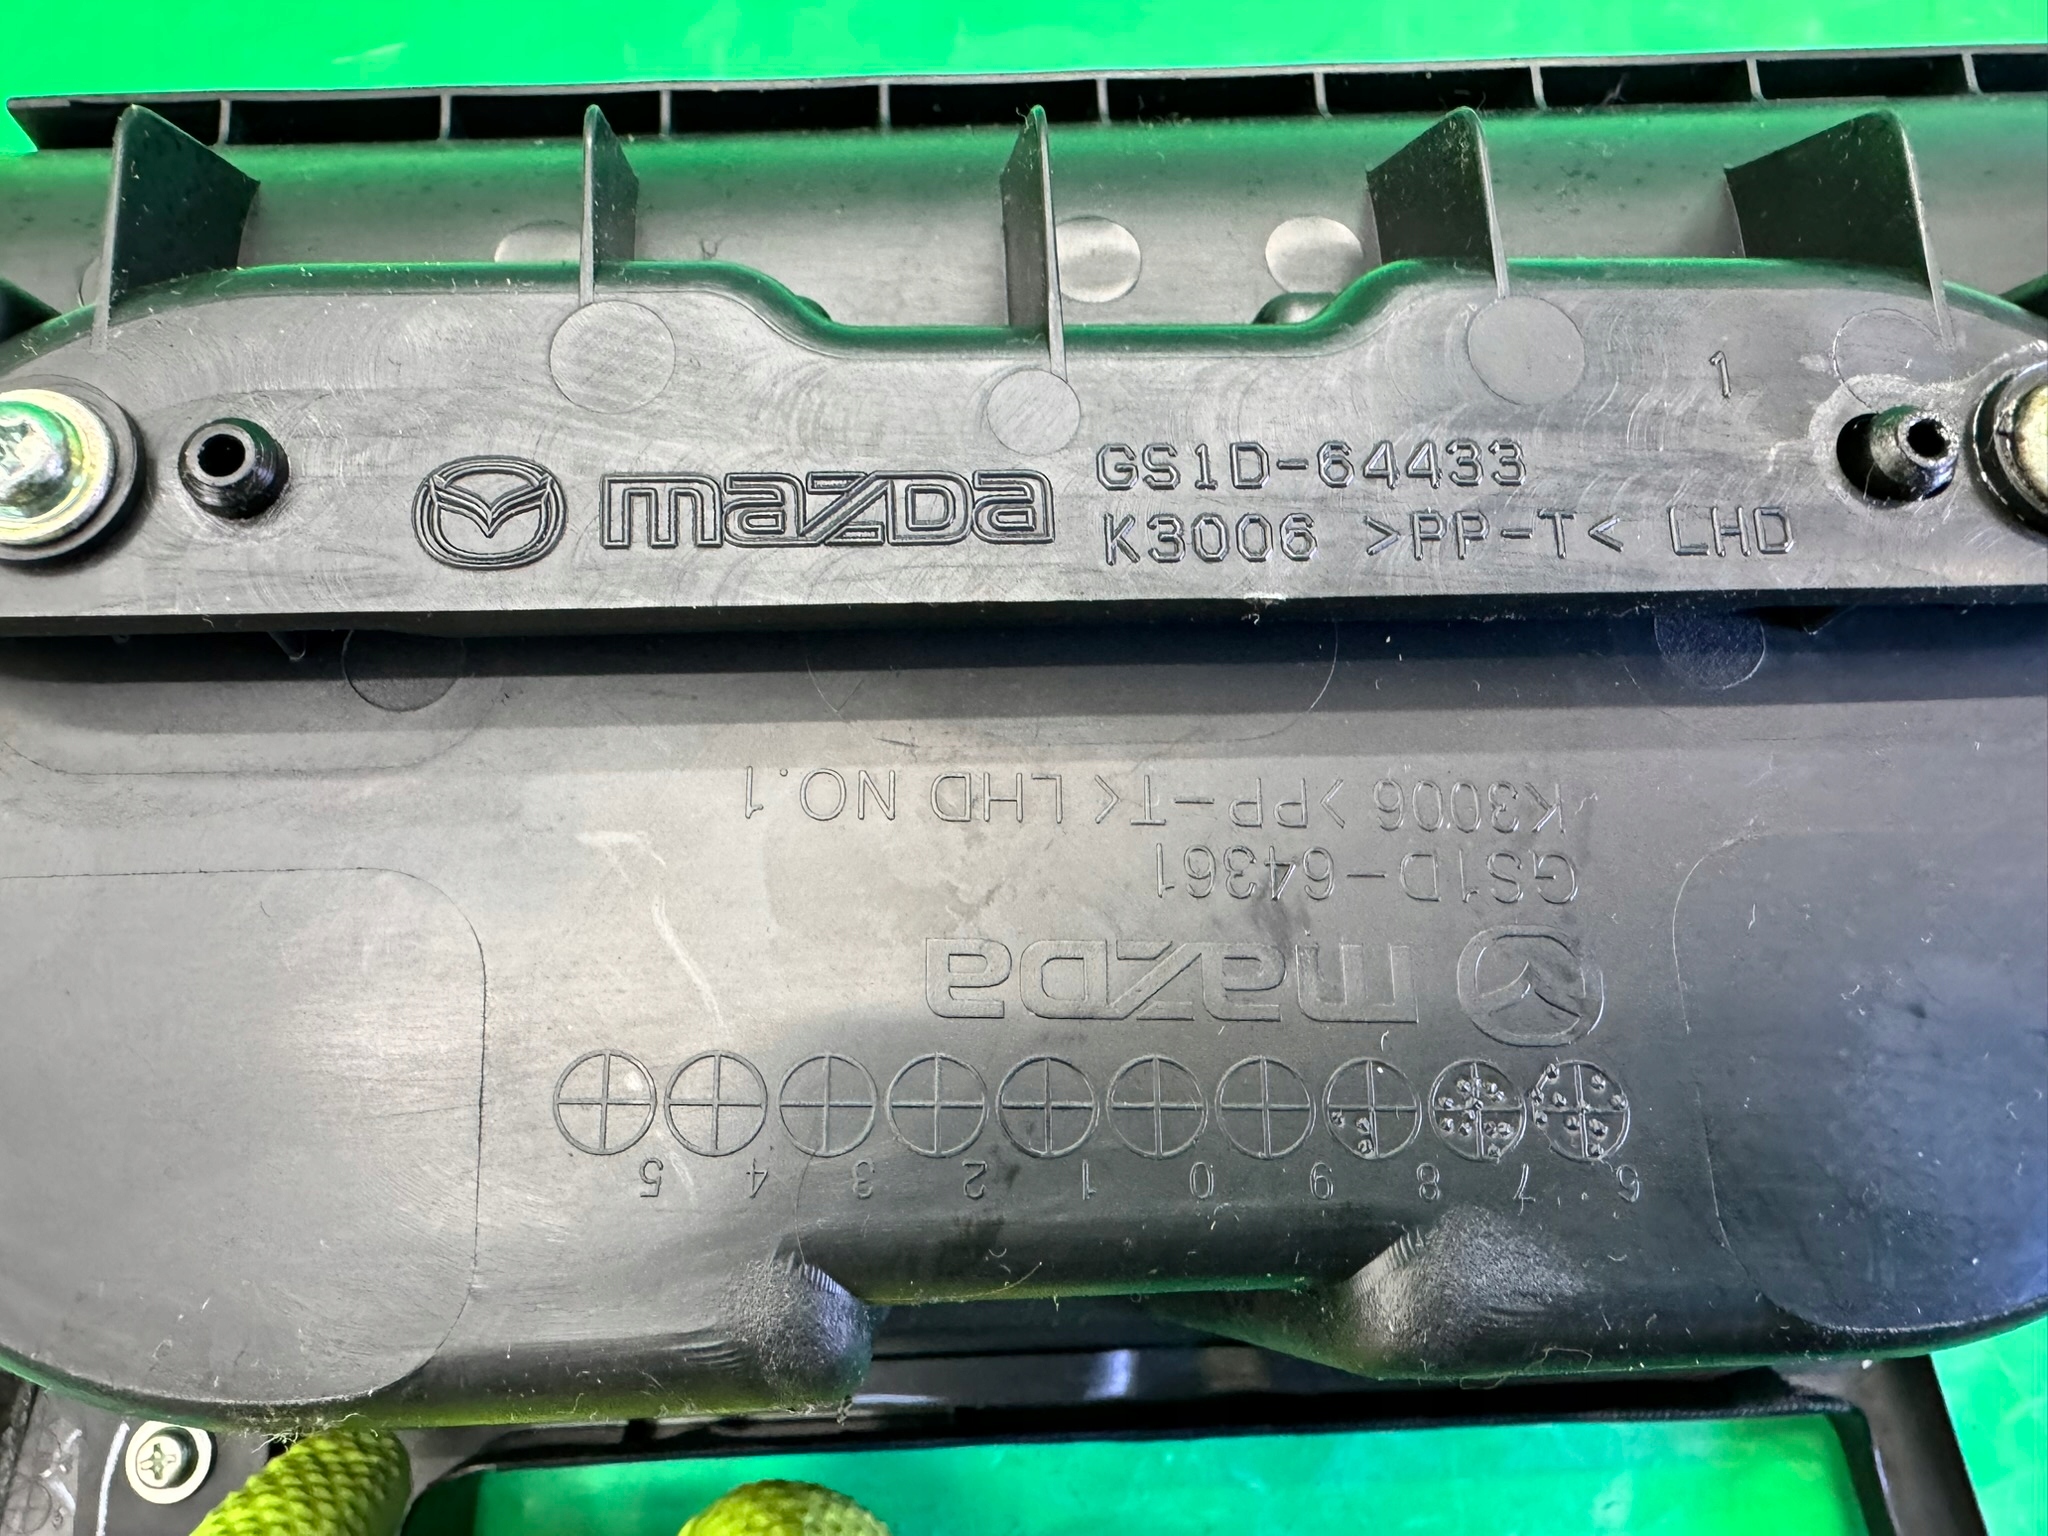 1
mazda GS1D-64433
K3006 >PP-T< LHD
mazda
GS1D-64361
K3006 >PP-T< LHD NO.1
6 7 8 9 0 1 2 3 4 5